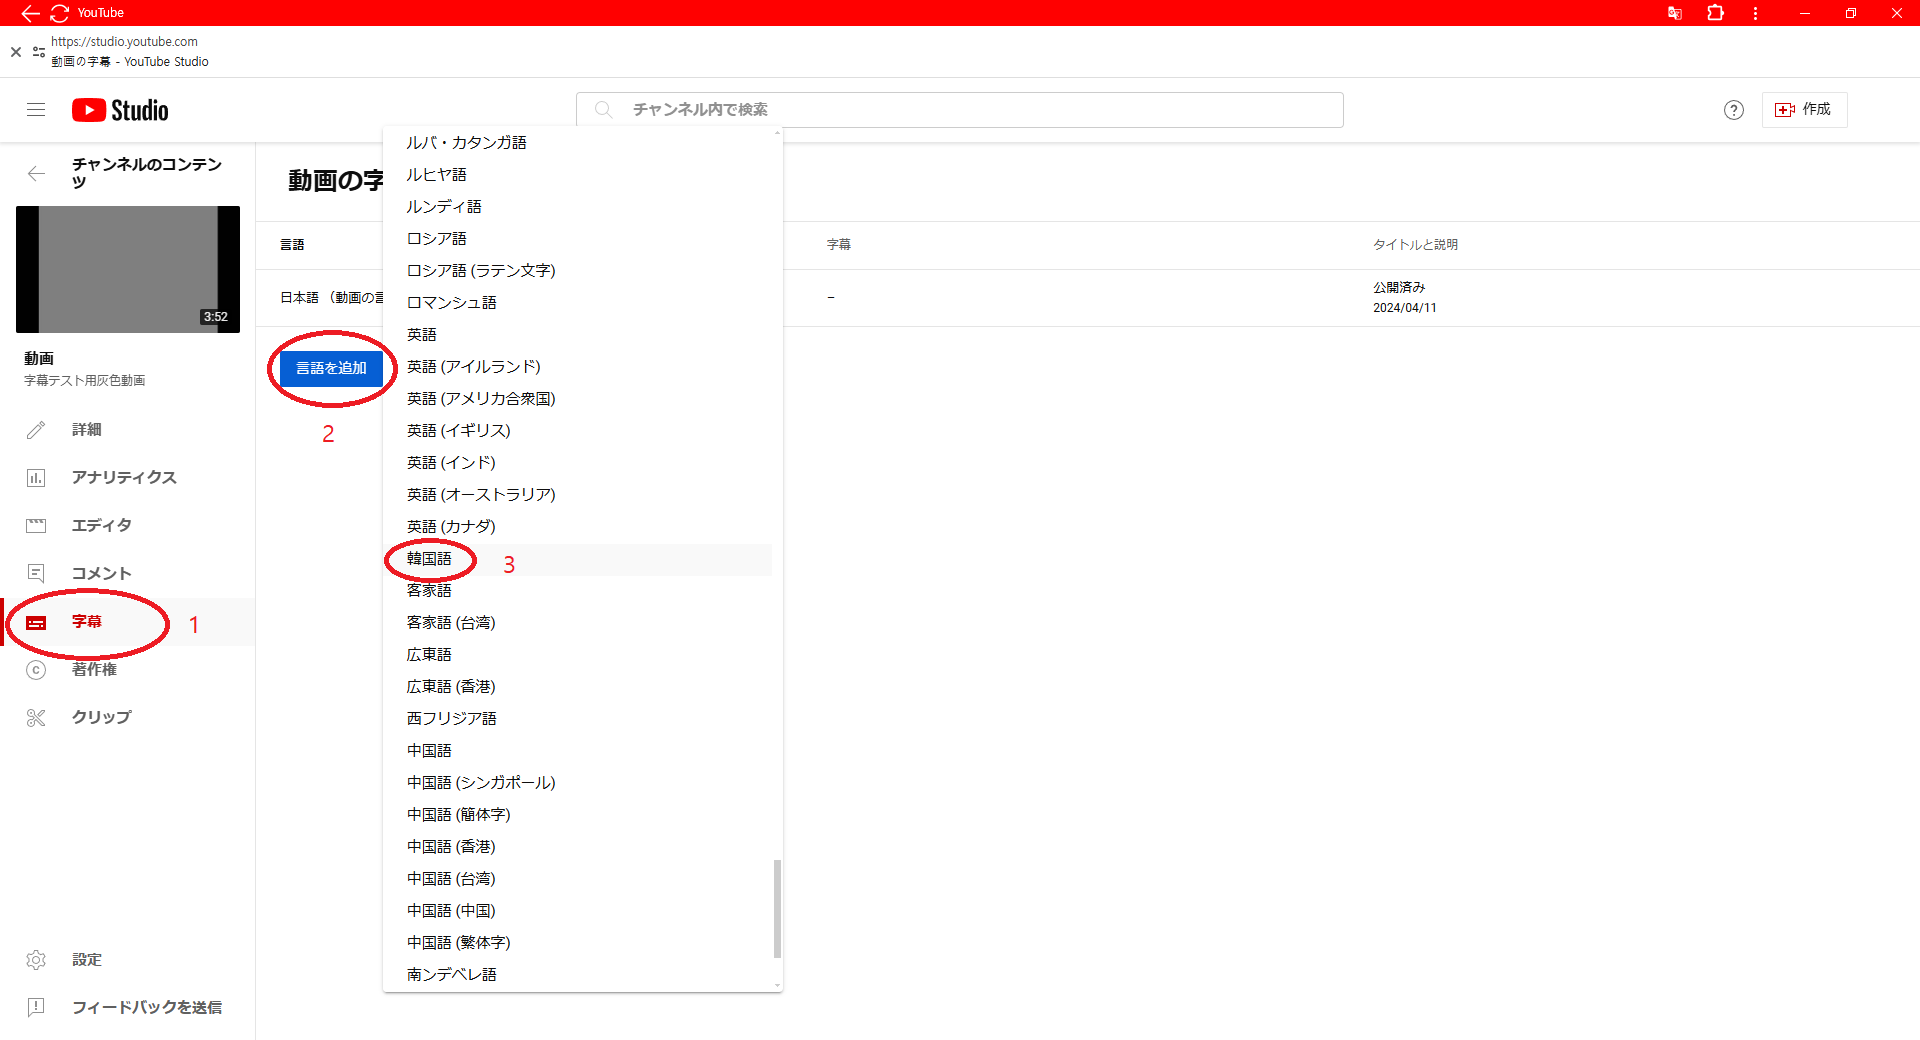 YouTube
https://studio.youtube.com
動画の字幕 - YouTube Studio
Studio
チャンネル内で検索
作成
チャンネルのコンテン
ツ
3:52
動画
字幕テスト用灰色動画
詳細
アナリティクス
エディタ
コメント
字幕
1
著作権
クリップ
設定
フィードバックを送信
動画の字
言語
字幕
タイトルと説明
日本語 （動画の言
–
公開済み
2024/04/11
言語を追加
2
ルバ・カタンガ語
ルヒヤ語
ルンディ語
ロシア語
ロシア語 (ラテン文字)
ロマンシュ語
英語
英語 (アイルランド)
英語 (アメリカ合衆国)
英語 (イギリス)
英語 (インド)
英語 (オーストラリア)
英語 (カナダ)
韓国語
3
客家語
客家語 (台湾)
広東語
広東語 (香港)
西フリジア語
中国語
中国語 (シンガポール)
中国語 (簡体字)
中国語 (香港)
中国語 (台湾)
中国語 (中国)
中国語 (繁体字)
南ンデベレ語